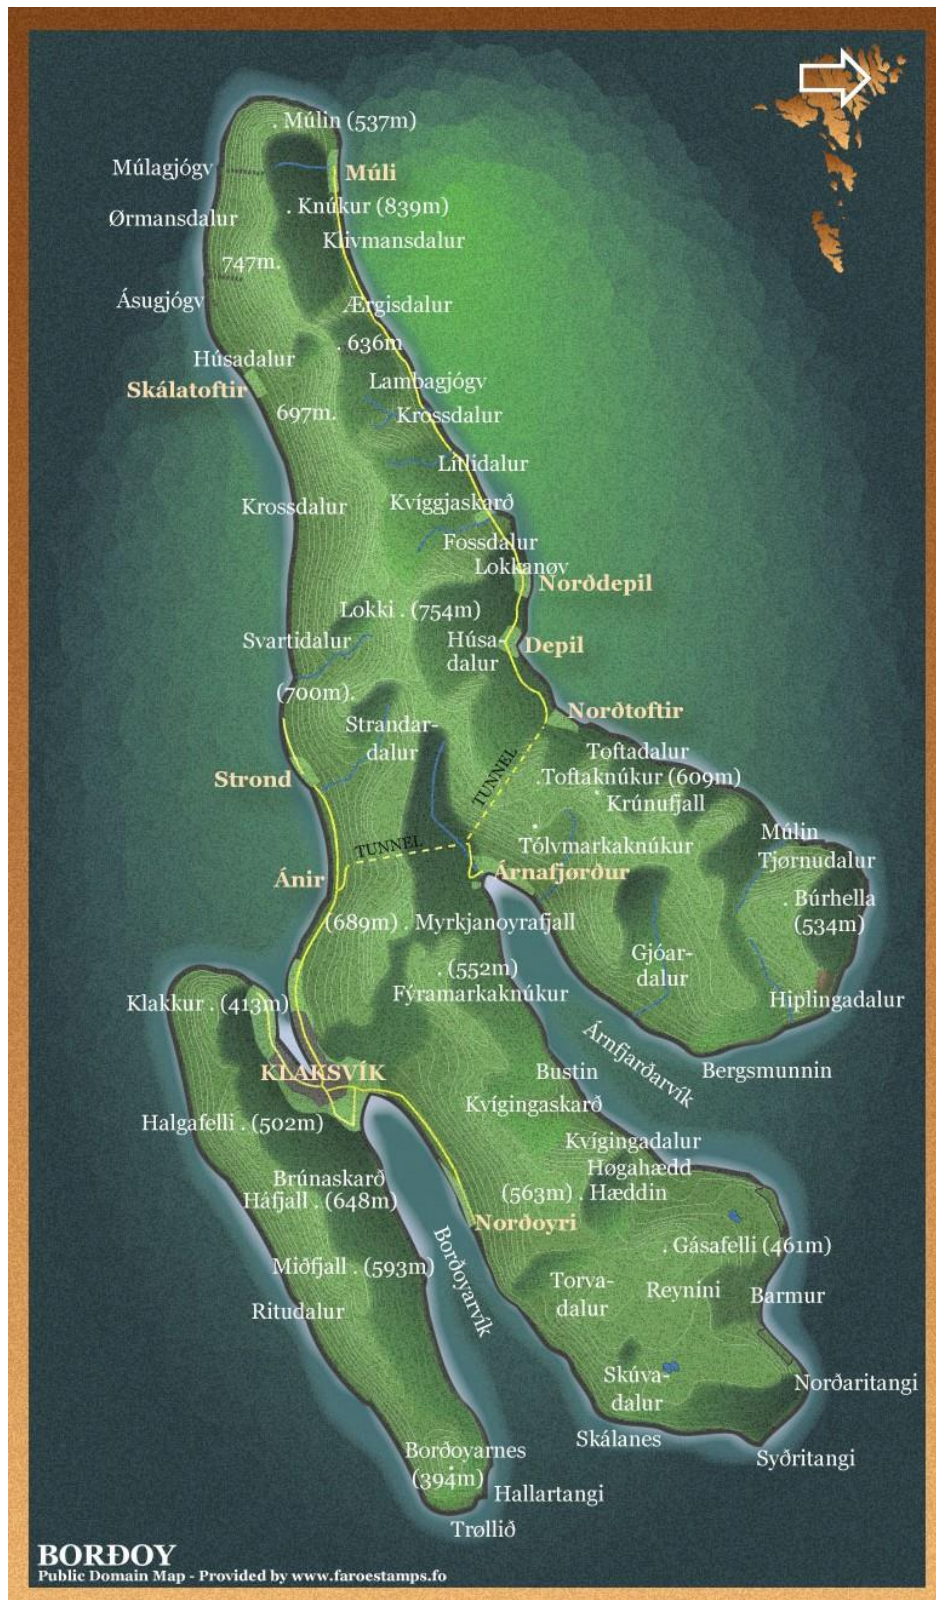 . Múlin (537m)
Múlagjógv
Múli
. Knúkur (839m)
Ørmansdalur
Klivmansdalur
747m.
Ásugjógv
Ærgisdalur
. 636m
Húsadalur
Skálatoftir
Lambagjógv
697m.
Krossdalur
Lítlidalur
Krossdalur
Kvíggjaskarð
Fossdalur
Lokkanøv
Norðdepil
Lokki . (754m)
Svartidalur
Húsa-
dalur
Depil
(700m).
Norðtoftir
Strandar-
dalur
Toftadalur
Strond
TUNNEL
.Toftaknúkur (609m)
Krúnufjall
TUNNEL
Tólvmarkaknúkur
Múlin
Tjørnudalur
Ánir
Árnafjørður
. Búrhella
(534m)
(689m) . Myrkjanoyrafjall
Gjóar-
dalur
. (552m)
Fýramarkaknúkur
Klakkur . (413m)
Hiplingadalur
Árnfjarðarvík
KLAKSVÍK
Bustin
Bergsmunnin
Kvígingaskarð
Halgafelli . (502m)
Kvígingadalur
Høgahædd
Brúnaskarð
Háfjall . (648m)
(563m) . Hæddin
Norðoyri
Borðoyarvík
. Gásafelli (461m)
Miðfjall . (593m)
Torva-
dalur
Reyníni
Barmur
Ritudalur
Skúva-
dalur
Norðaritangi
Skálanes
Syðritangi
Borðoyarnes
(394m)
Hallartangi
Trøllið
BORÐOY
Public Domain Map - Provided by www.faroestamps.fo